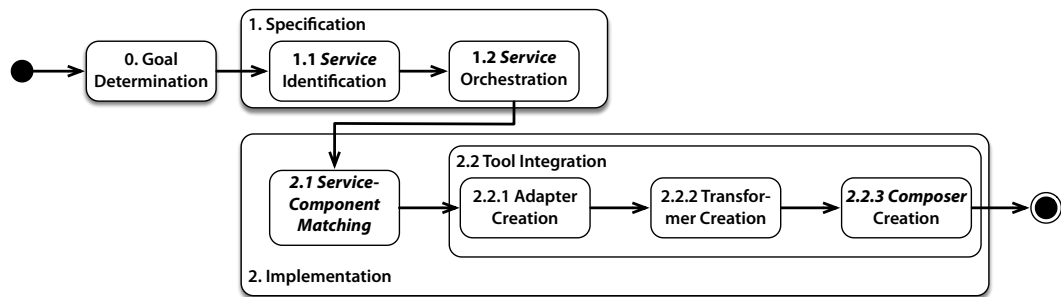 1. Specification
0. Goal
Determination
1.1 Service
Identification
1.2 Service
Orchestration
2.2 Tool Integration
2.1 Service-
Component
Matching
2.2.1 Adapter
Creation
2.2.2 Transfor-
mer Creation
2.2.3 Composer
Creation
2. Implementation